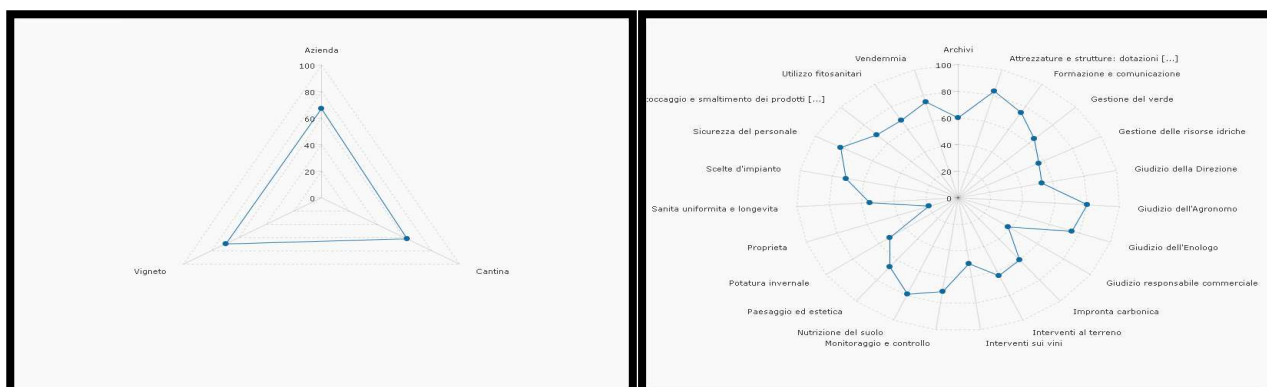 Azienda
100
80
60
40
20
0
Vigneto
Cantina
Archivi
Vendemmia
Attrezzature e strutture: dotazioni [...]
100
Utilizzo fitosanitari
Formazione e comunicazione
toccaggio e smaltimento dei prodotti [...]
80
Gestione del verde
Sicurezza del personale
60
Gestione delle risorse idriche
40
Scelte d'impianto
20
Giudizio della Direzione
0
Sanita uniformita e longevita
Giudizio dell'Agronomo
Proprieta
Giudizio dell'Enologo
Potatura invernale
Giudizio responsabile commerciale
Paesaggio ed estetica
Impronta carbonica
Nutrizione del suolo
Interventi al terreno
Monitoraggio e controllo
Interventi sui vini